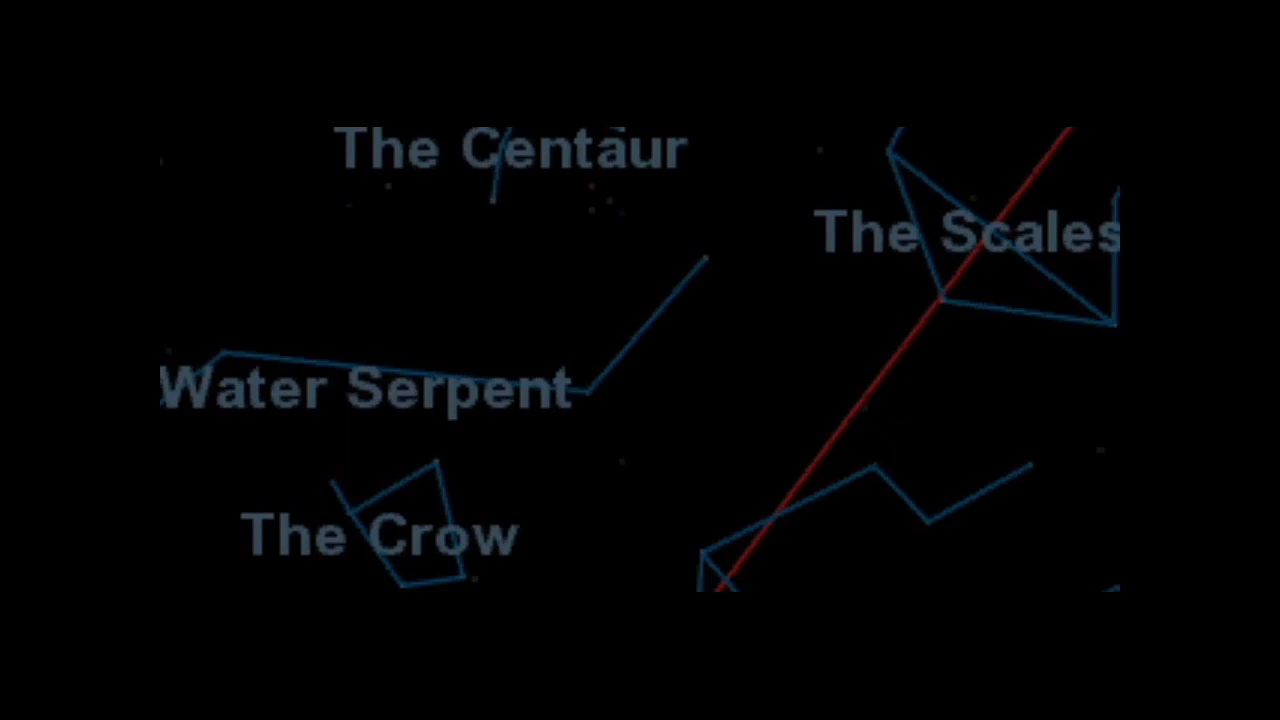 The Centaur
The Scales
Water Serpent
The Crow